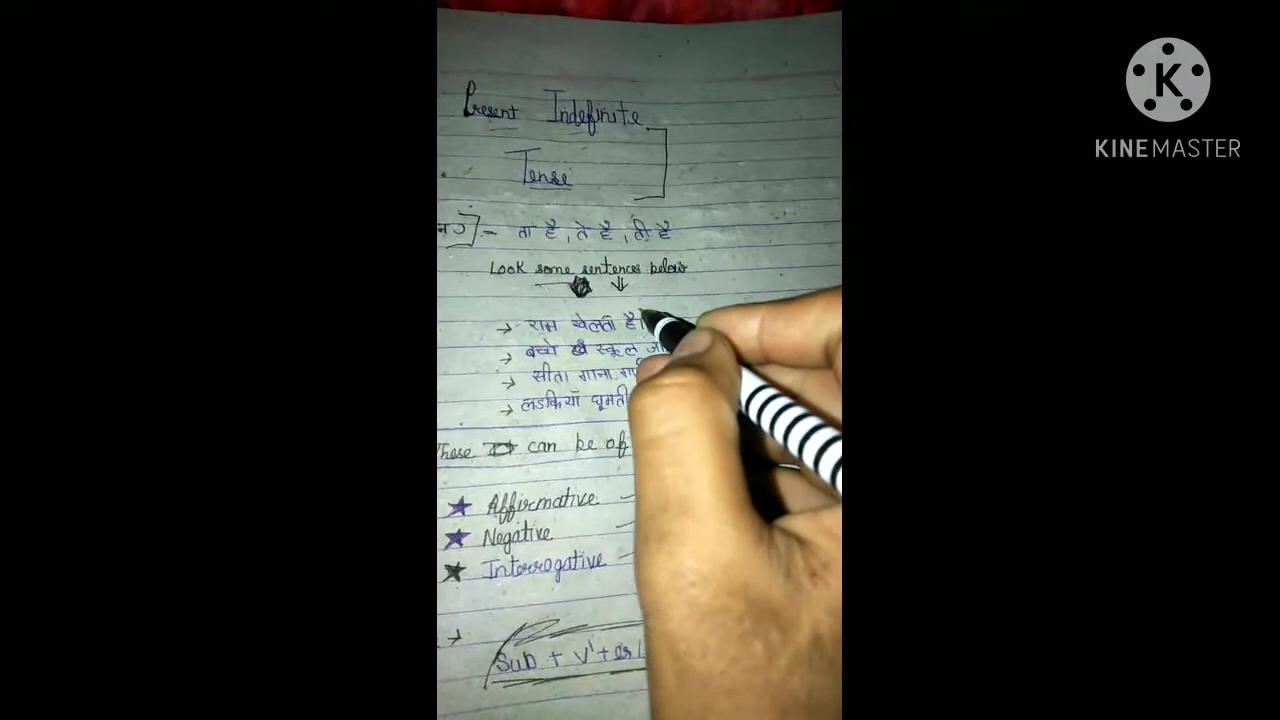 Present Indefinite
Tense
- ता है, ते है, ती है
Look some sentences below
→ राम खेलता है।
→ बच्चे स्कूल
→ सीता गाना
→ लडकियाँ घूमती
These can be of
★ Affirmative
★ Negative
★ Interrogative
Sub + V¹ + es/
K
KINEMASTER